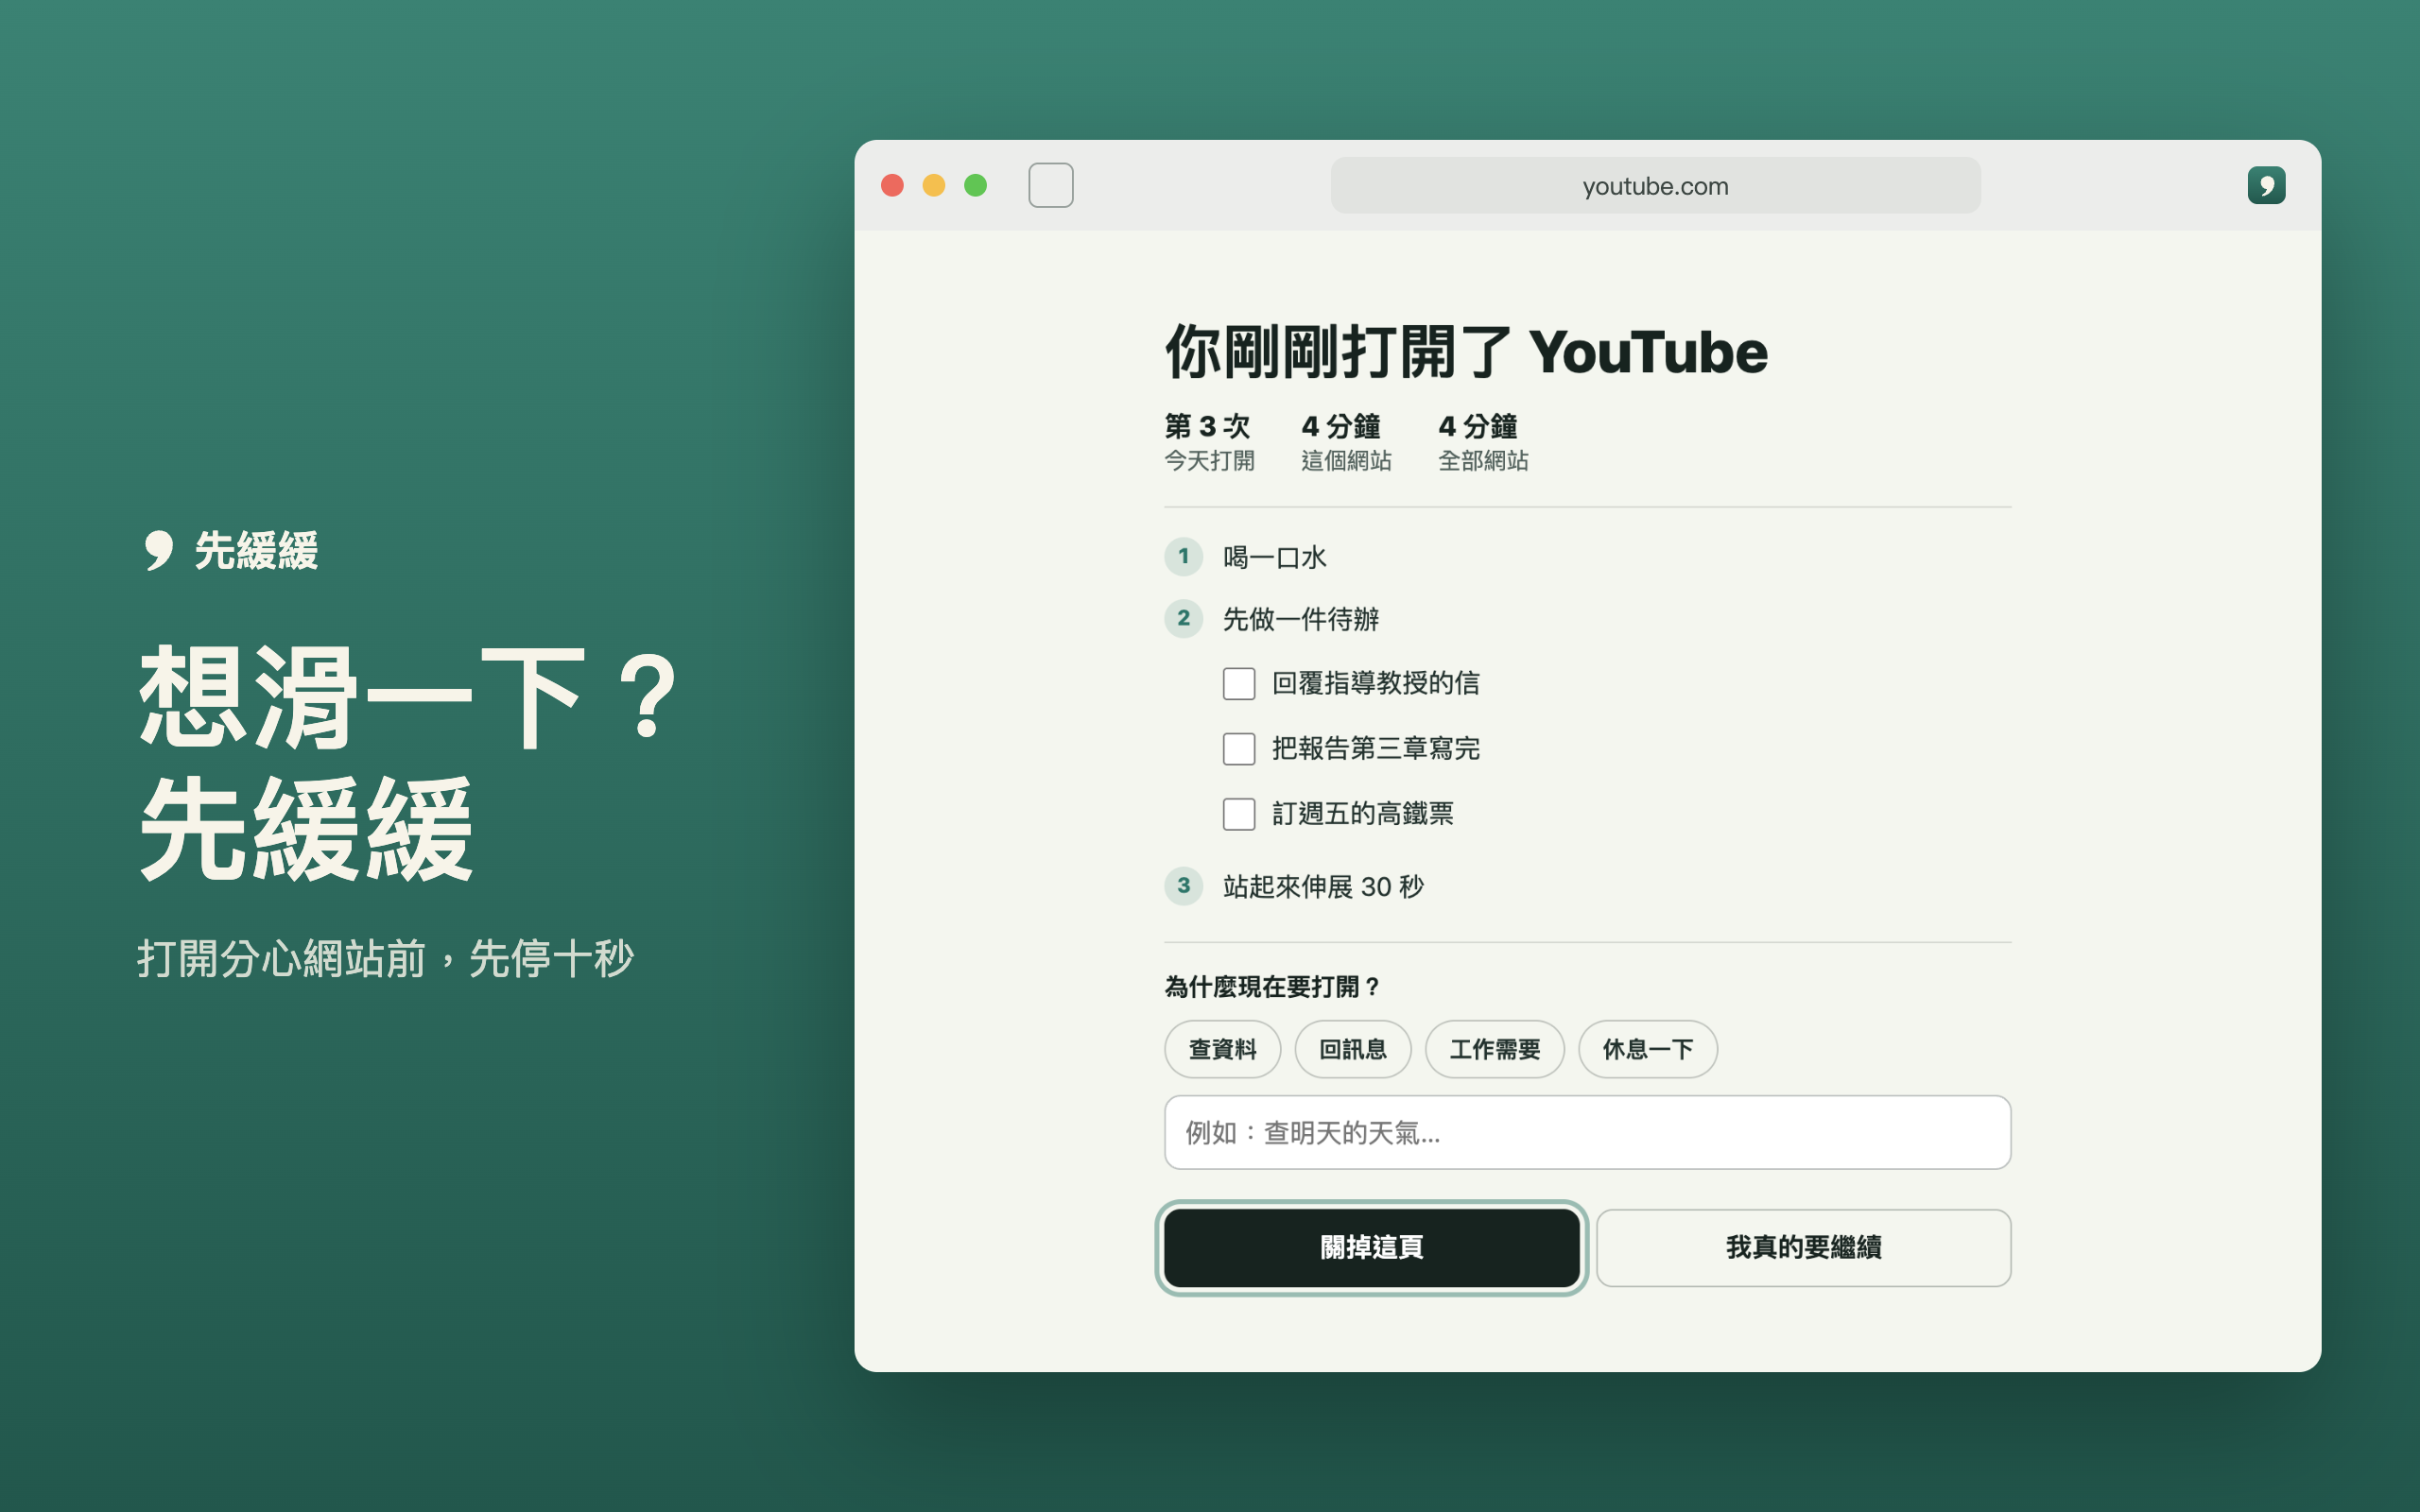 先緩緩
想滑一下？
先緩緩
打開分心網站前，先停十秒
youtube.com
你剛剛打開了 YouTube
第 3 次 4 分鐘 4 分鐘
今天打開 這個網站 全部網站
1 喝一口水
2 先做一件待辦
回覆指導教授的信
把報告第三章寫完
訂週五的高鐵票
3 站起來伸展 30 秒
為什麼現在要打開？
查資料 回訊息 工作需要 休息一下
例如：查明天的天氣...
關掉這頁 我真的要繼續